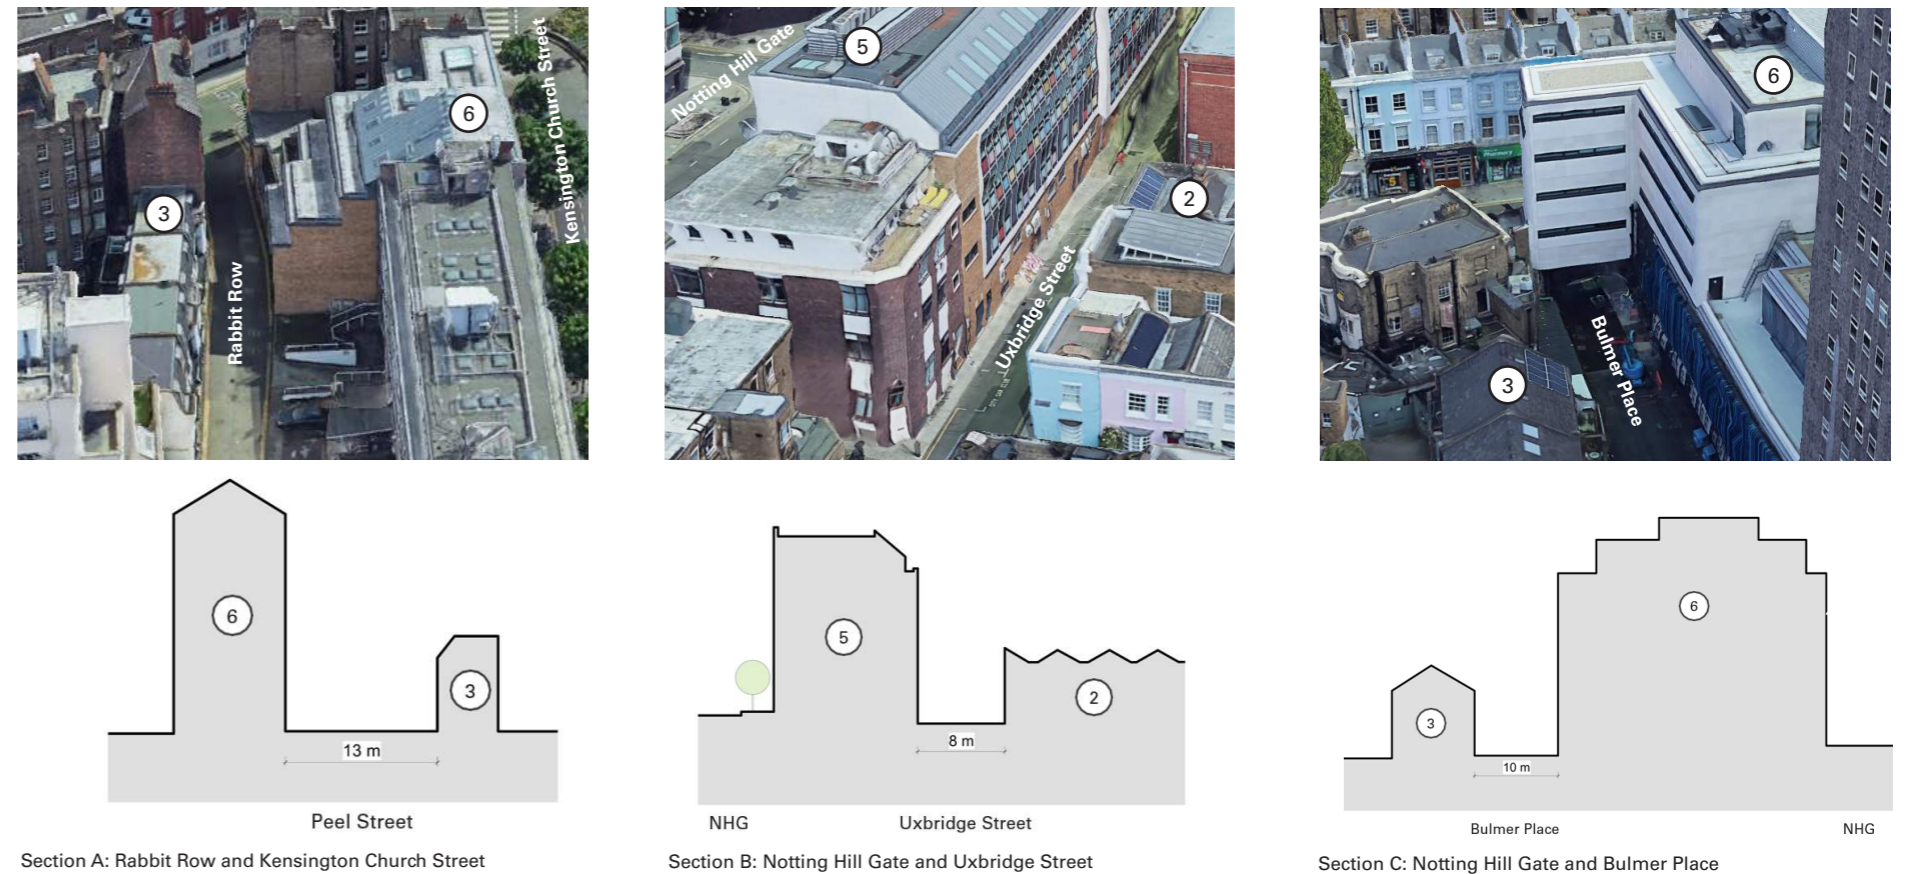 Rabbit Row
Kensington Church Street
3
6
Notting Hill Gate
Uxbridge Street
5
2
Bulmer Place
6
3
6
3
13 m
Peel Street
Section A: Rabbit Row and Kensington Church Street
5
2
8 m
NHG
Uxbridge Street
Section B: Notting Hill Gate and Uxbridge Street
3
6
10 m
Bulmer Place
NHG
Section C: Notting Hill Gate and Bulmer Place